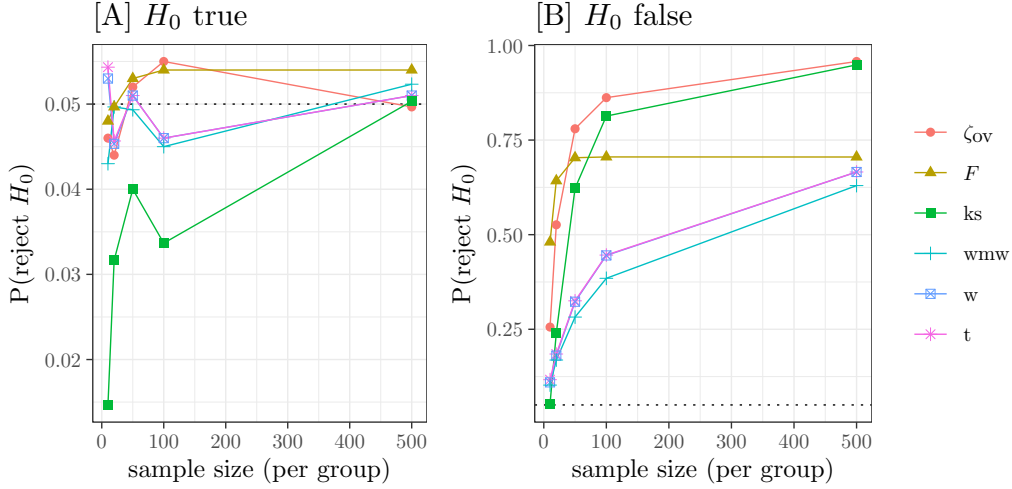 [A] H₀ true
P(reject H₀)
0.05
0.04
0.03
0.02
0 100 200 300 400 500
sample size (per group)
[B] H₀ false
P(reject H₀)
1.00
0.75
0.50
0.25
0 100 200 300 400 500
sample size (per group)
ζov
F
ks
wmw
w
t